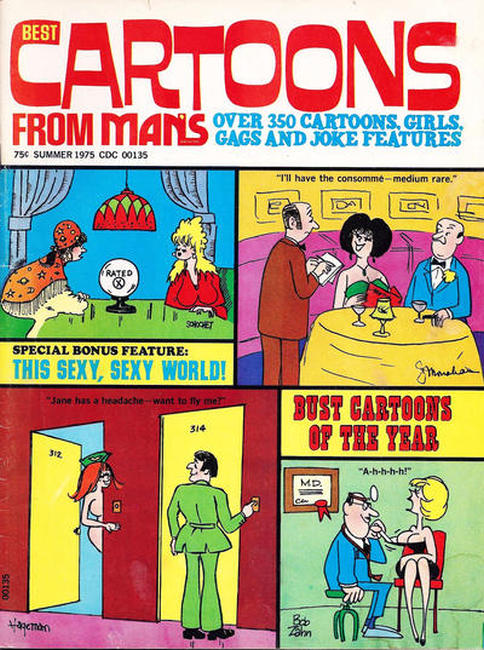 BEST
CARTOONS
FROM MAN'S
OVER 350 CARTOONS, GIRLS,
GAGS AND JOKE FEATURES
75¢ SUMMER 1975 CDC 00135
"I'll have the consommé—medium rare."
I RATED
X
SCHOCHET
SPECIAL BONUS FEATURE:
THIS SEXY, SEXY WORLD!
"Jane has a headache—want to fly me?"
312
314
BUST CARTOONS
OF THE YEAR
"A-h-h-h-h!"
M.D.
Hageman
Bob
Zahn
00135